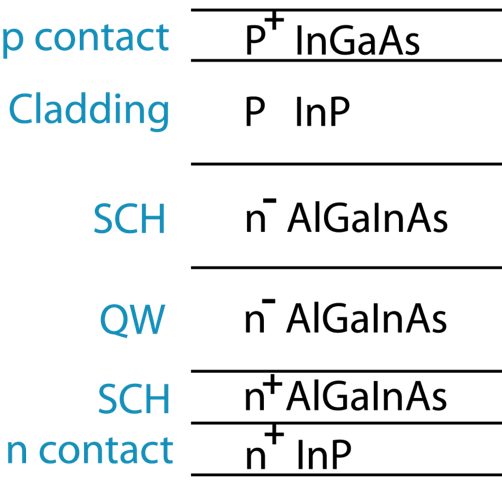 p contact P⁺ InGaAs
Cladding P InP
SCH n⁻ AlGaInAs
QW n⁻ AlGaInAs
SCH n⁺ AlGaInAs
n contact n⁺ InP